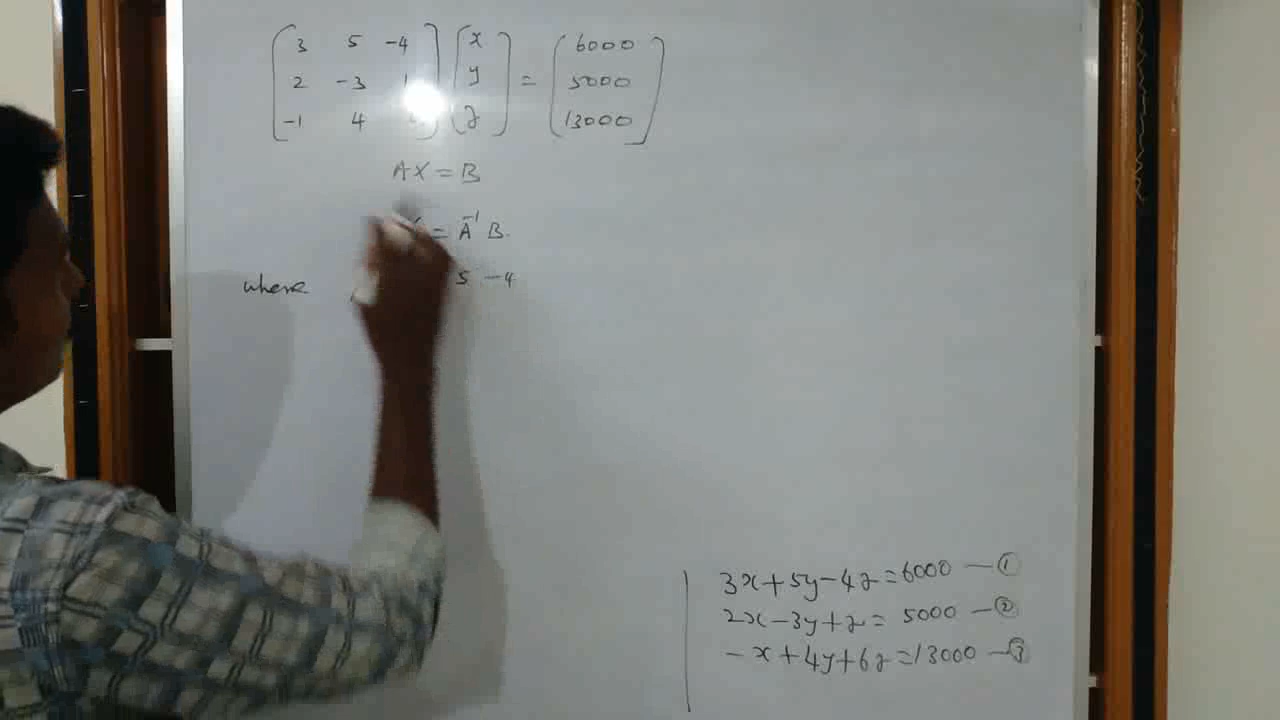 3 5 -4 x 6000
2 -3 1 y = 5000
-1 4 z 13000
AX = B
= A⁻¹ B.
where 5 -4
3x+5y-4z=6000 —①
2x-3y+z= 5000 —②
-x+4y+6z=13000 —③